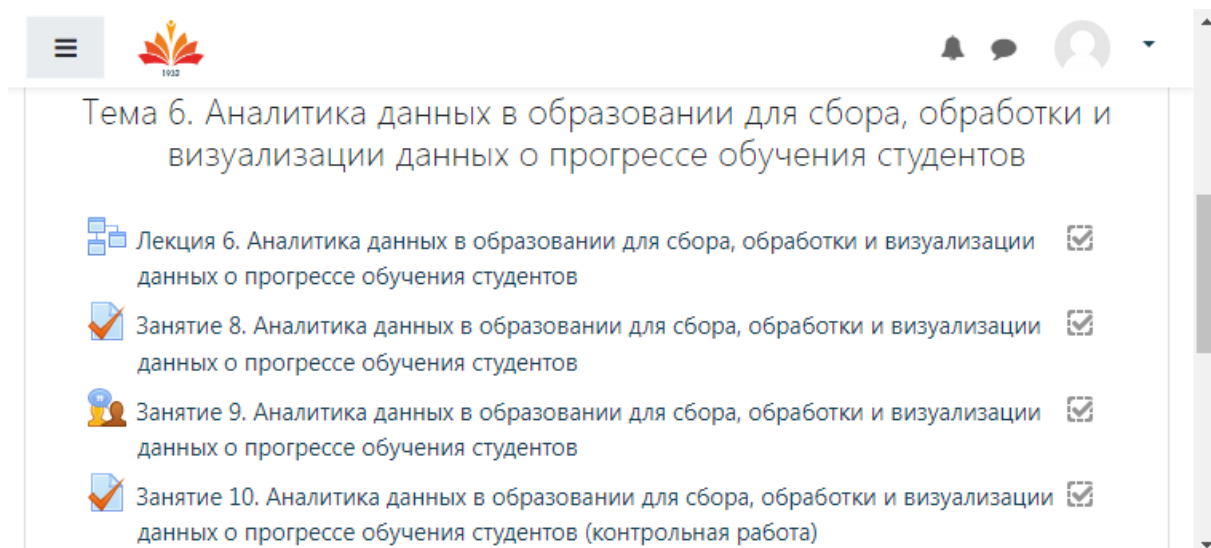 1932
Тема 6. Аналитика данных в образовании для сбора, обработки и
визуализации данных о прогрессе обучения студентов
Лекция 6. Аналитика данных в образовании для сбора, обработки и визуализации
данных о прогрессе обучения студентов
Занятие 8. Аналитика данных в образовании для сбора, обработки и визуализации
данных о прогрессе обучения студентов
Занятие 9. Аналитика данных в образовании для сбора, обработки и визуализации
данных о прогрессе обучения студентов
Занятие 10. Аналитика данных в образовании для сбора, обработки и визуализации
данных о прогрессе обучения студентов (контрольная работа)